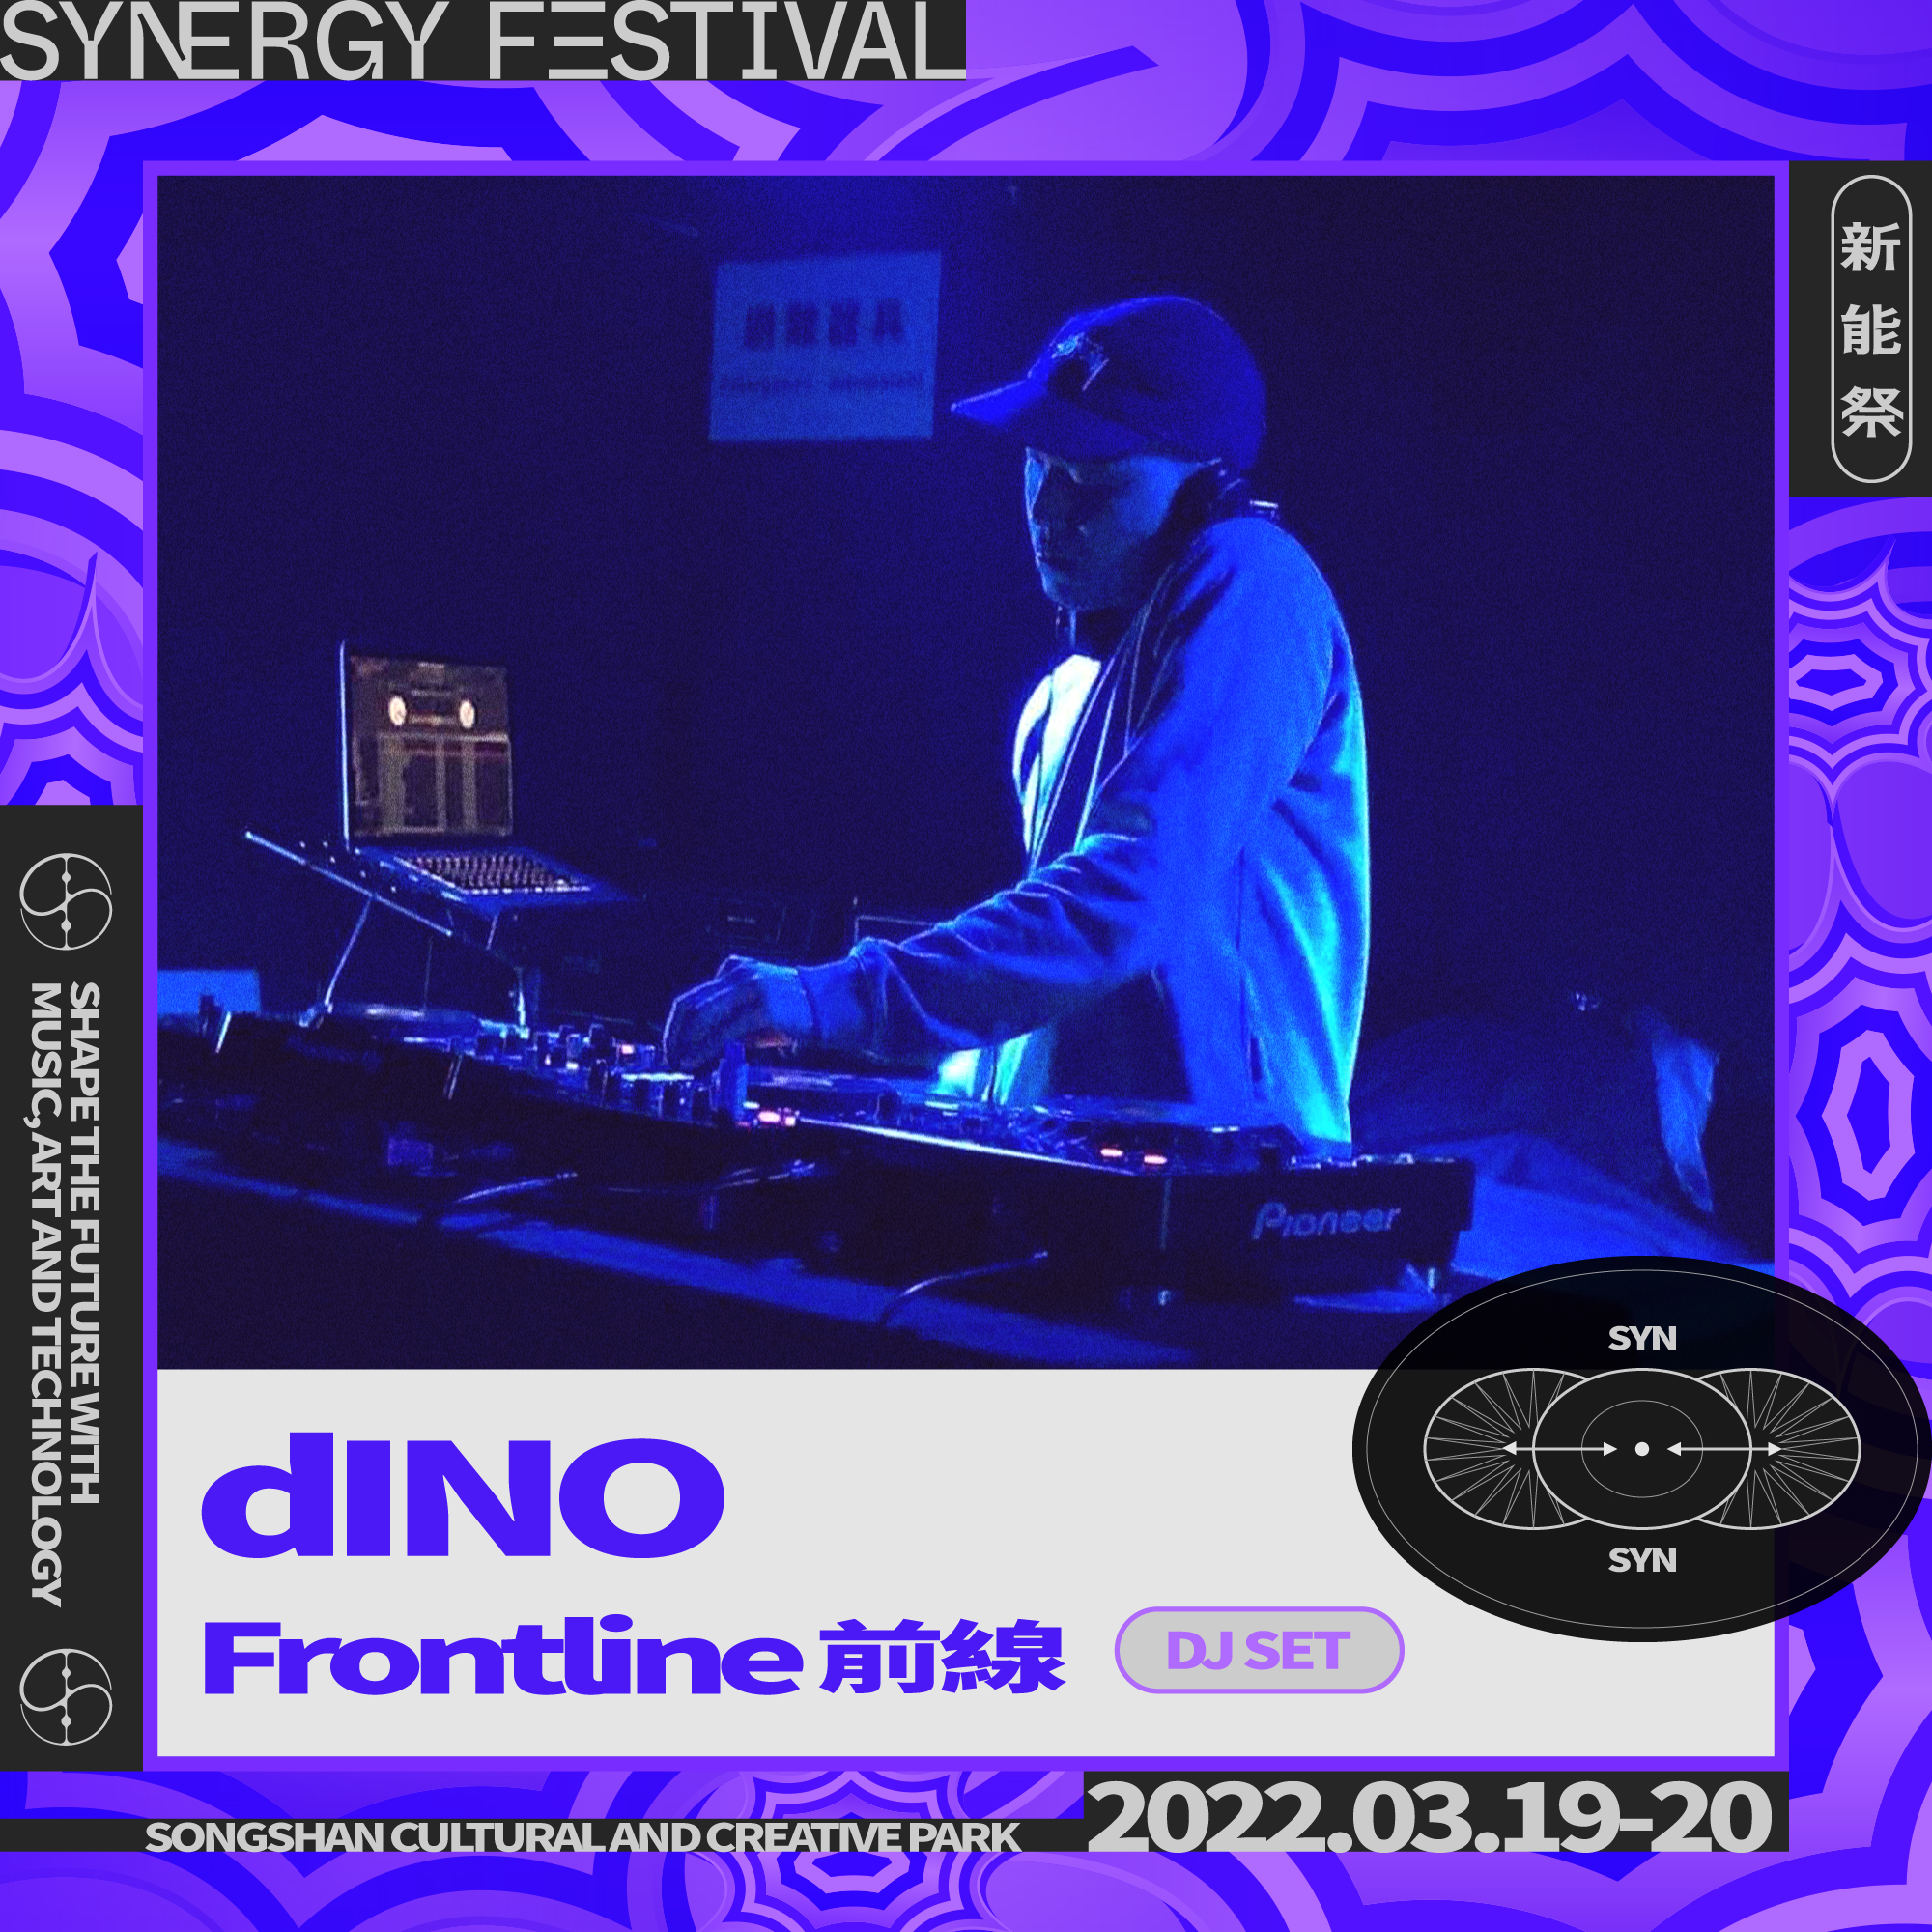 SYNERGY FESTIVAL
新能祭
SHAPE THE FUTURE WITH
MUSIC, ART AND TECHNOLOGY
Pioneer
SYN
SYN
dINO
Frontline 前線
DJ SET
2022.03.19-20
SONGSHAN CULTURAL AND CREATIVE PARK